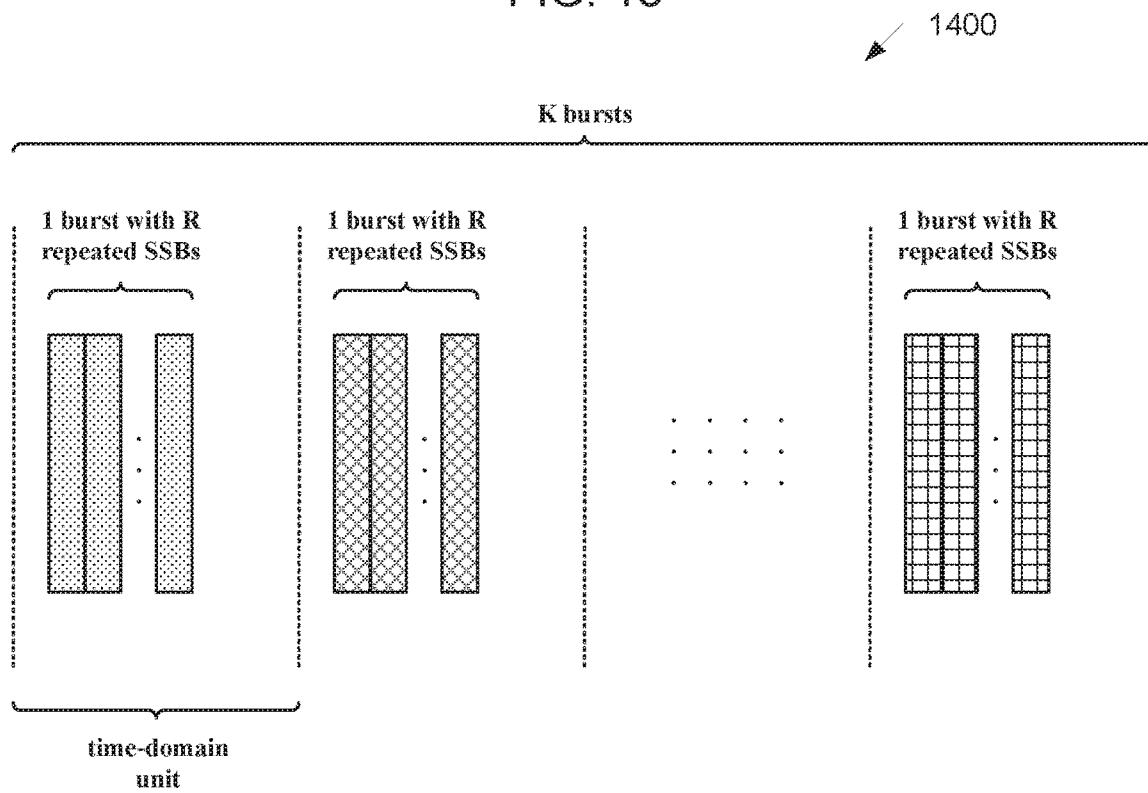 1400
K bursts
1 burst with R
repeated SSBs
1 burst with R
repeated SSBs
1 burst with R
repeated SSBs
time-domain
unit